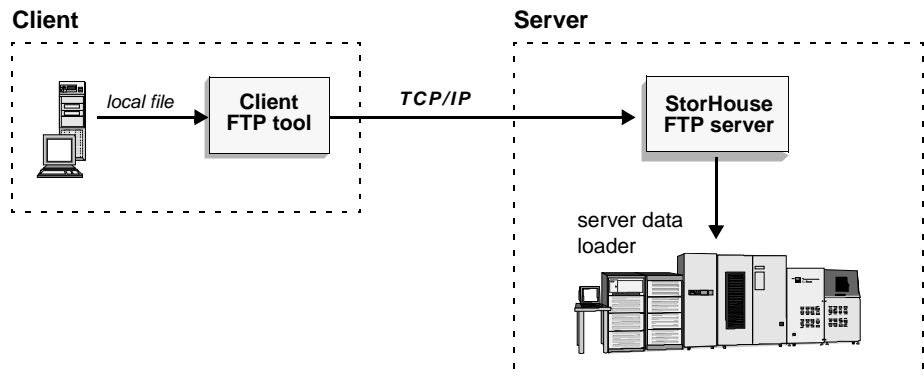 Client
Server
local file
Client
FTP tool
TCP/IP
StorHouse
FTP server
server data
loader